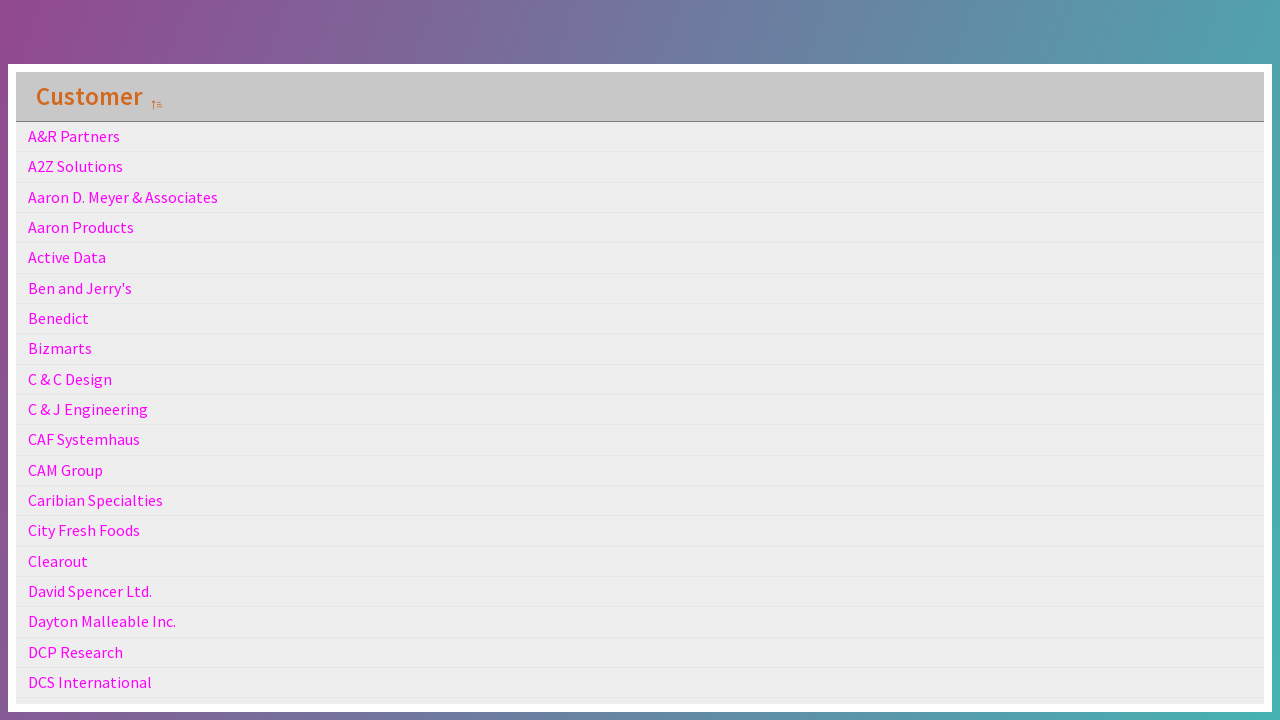 Customer
A&R Partners
A2Z Solutions
Aaron D. Meyer & Associates
Aaron Products
Active Data
Ben and Jerry's
Benedict
Bizmarts
C & C Design
C & J Engineering
CAF Systemhaus
CAM Group
Caribian Specialties
City Fresh Foods
Clearout
David Spencer Ltd.
Dayton Malleable Inc.
DCP Research
DCS International